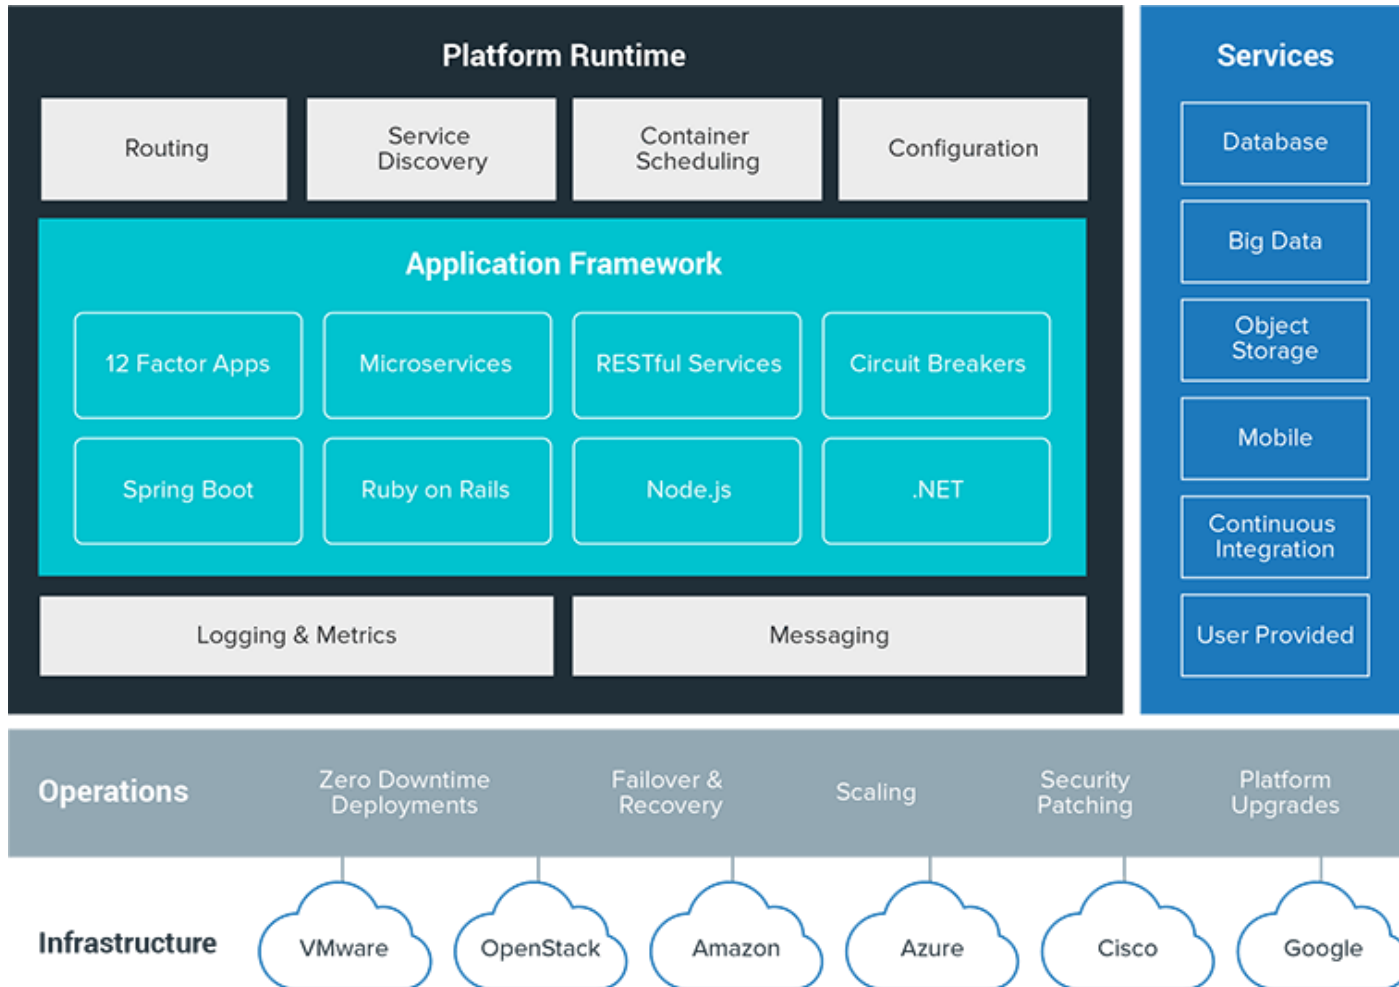 Platform Runtime
Routing
Service
Discovery
Container
Scheduling
Configuration
Application Framework
12 Factor Apps
Microservices
RESTful Services
Circuit Breakers
Spring Boot
Ruby on Rails
Node.js
.NET
Logging & Metrics
Messaging
Services
Database
Big Data
Object
Storage
Mobile
Continuous
Integration
User Provided
Operations
Zero Downtime
Deployments
Failover &
Recovery
Scaling
Security
Patching
Platform
Upgrades
Infrastructure
VMware
OpenStack
Amazon
Azure
Cisco
Google